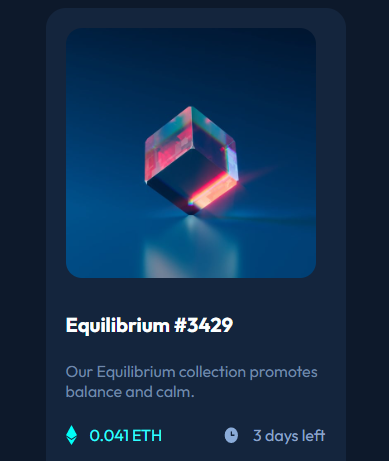 Equilibrium #3429
Our Equilibrium collection promotes
balance and calm.
0.041 ETH
3 days left